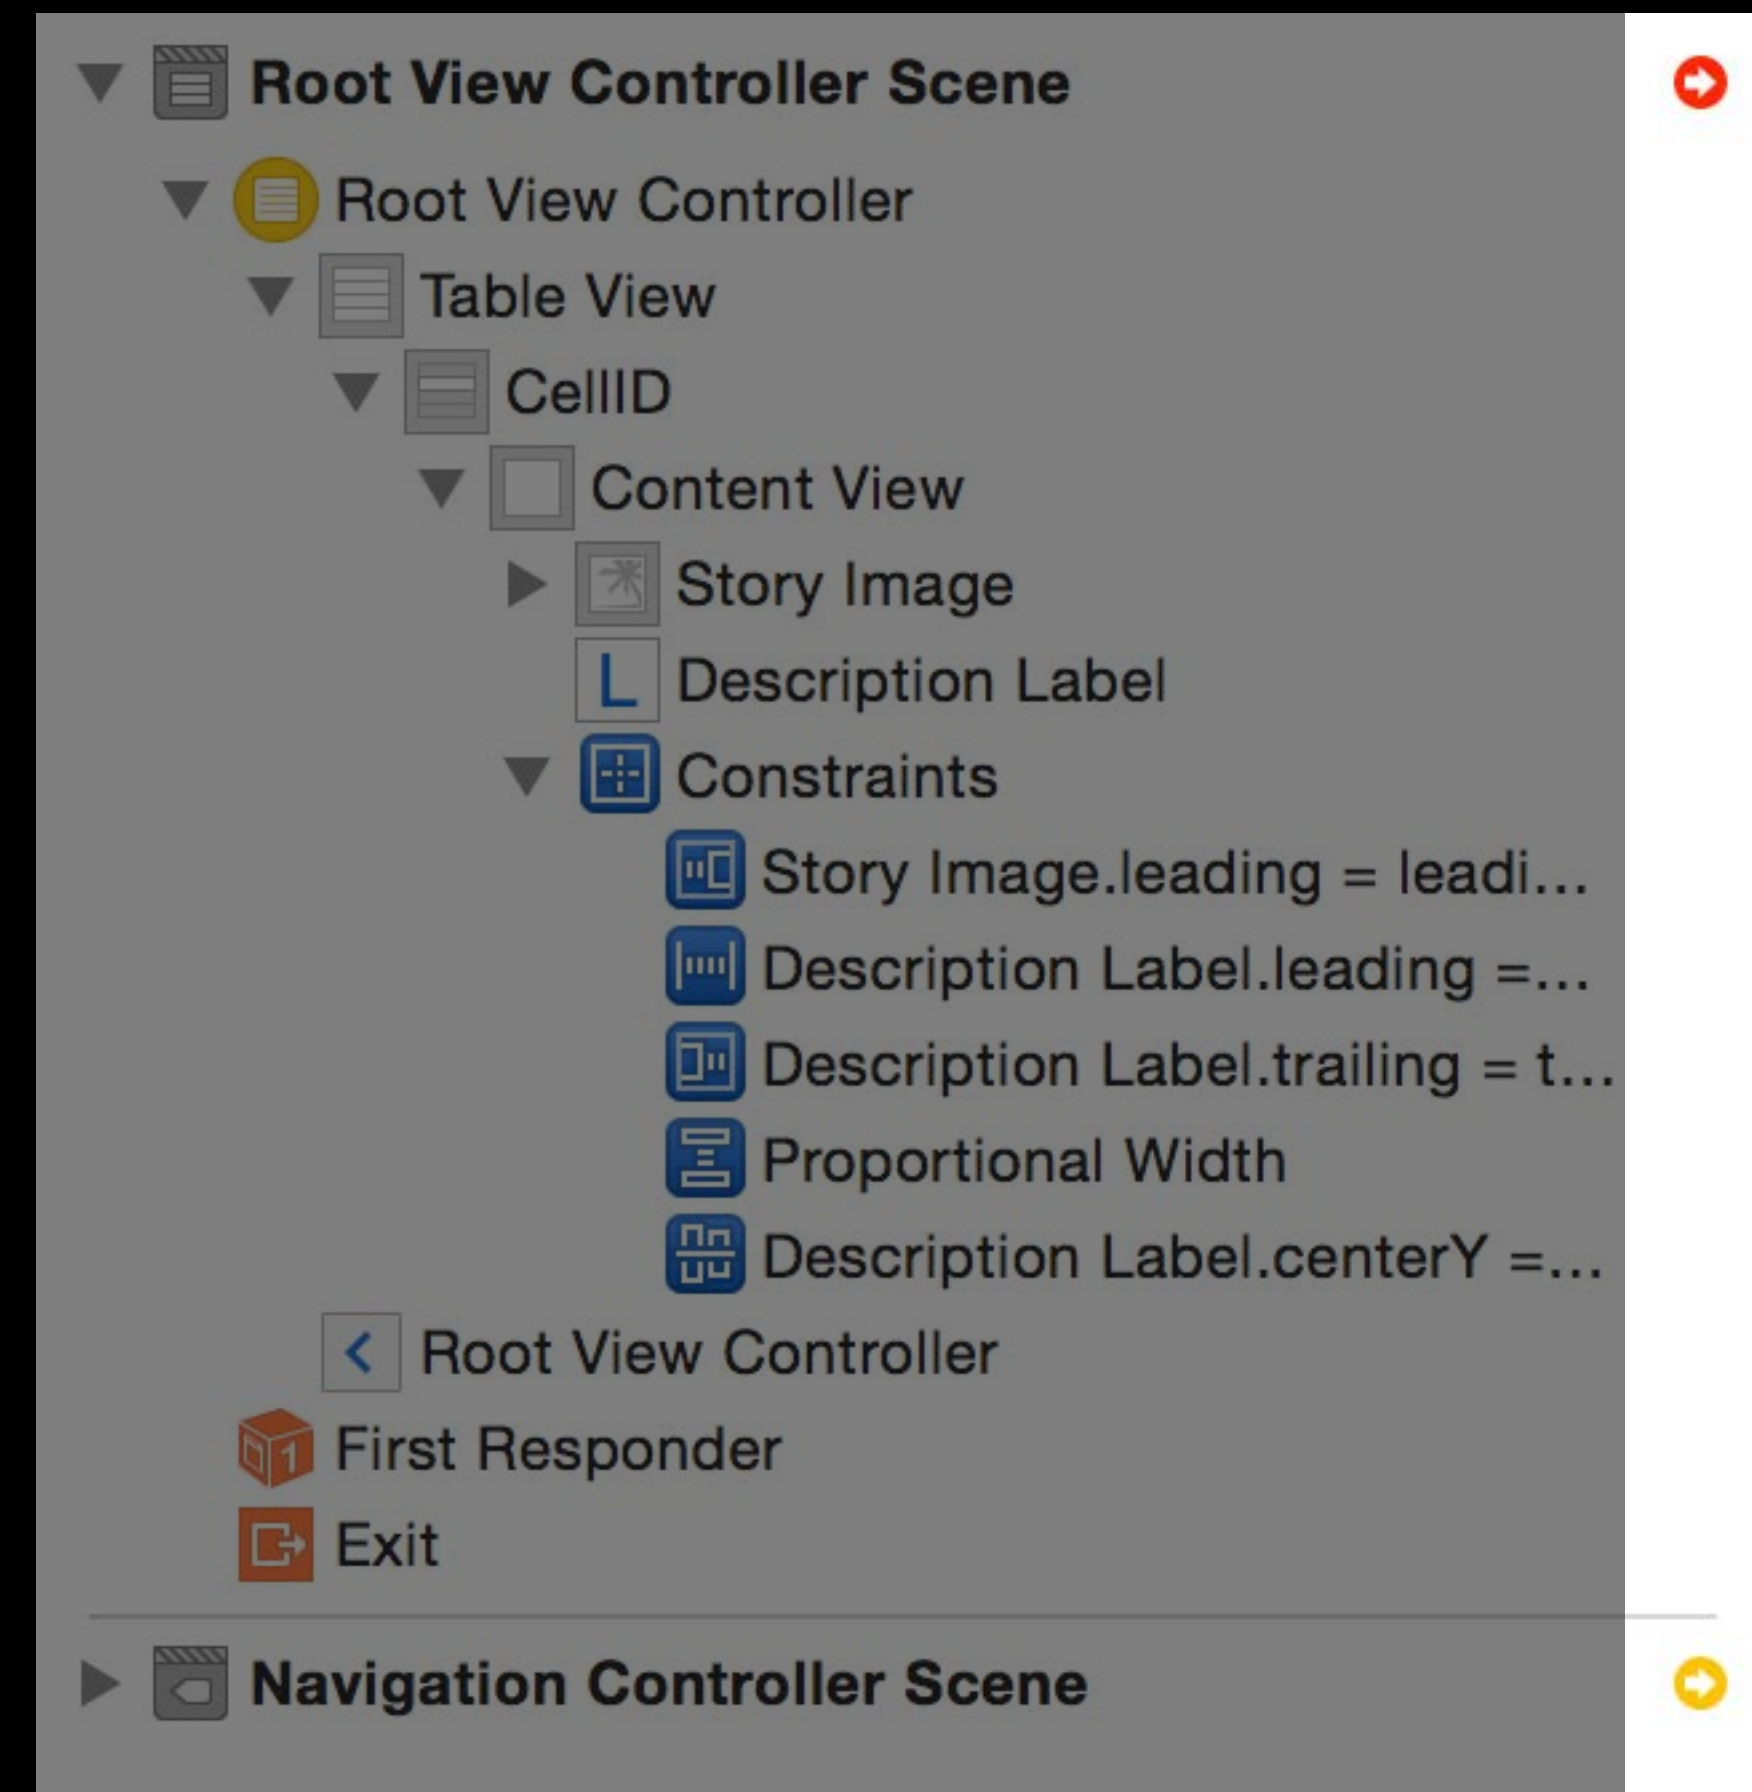 Root View Controller Scene
Root View Controller
Table View
CellID
Content View
Story Image
L Description Label
Constraints
Story Image.leading = leadi...
Description Label.leading =...
Description Label.trailing = t...
Proportional Width
Description Label.centerY =...
Root View Controller
1 First Responder
Exit
Navigation Controller Scene